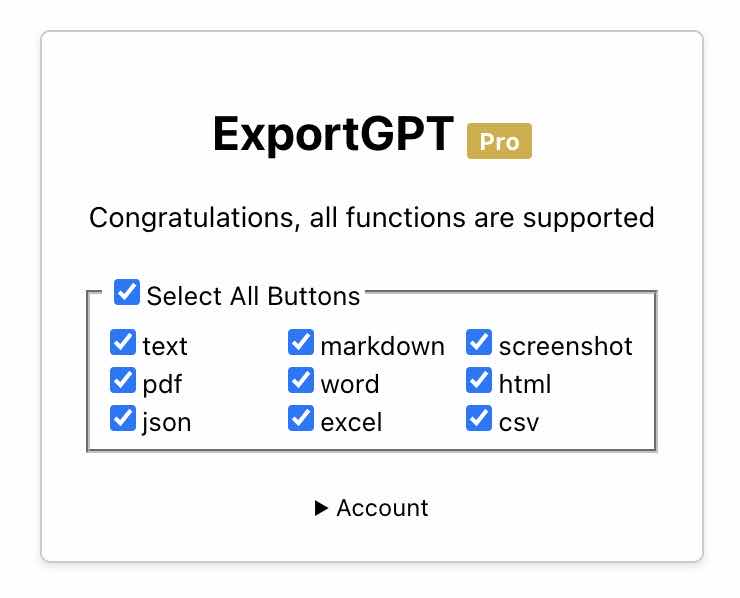 ExportGPT Pro
Congratulations, all functions are supported
Select All Buttons
text markdown screenshot
pdf word html
json excel csv
Account